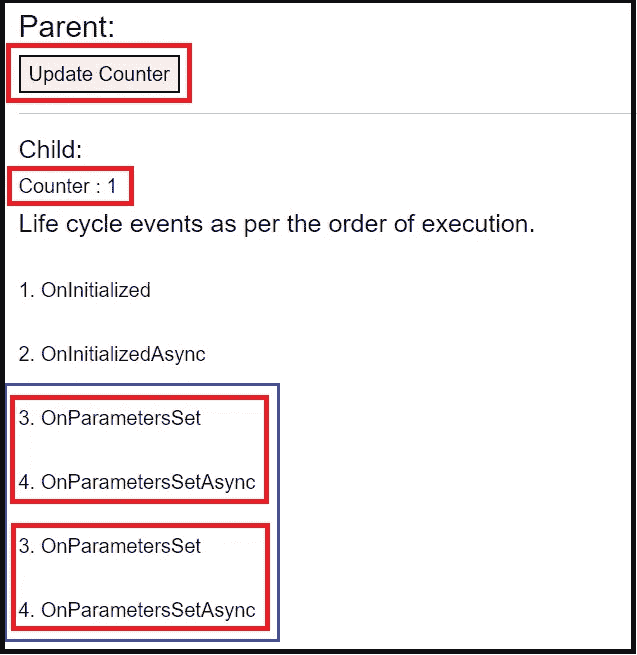 Parent:
Update Counter
Child:
Counter : 1
Life cycle events as per the order of execution.
1. OnInitialized
2. OnInitializedAsync
3. OnParametersSet
4. OnParametersSetAsync
3. OnParametersSet
4. OnParametersSetAsync